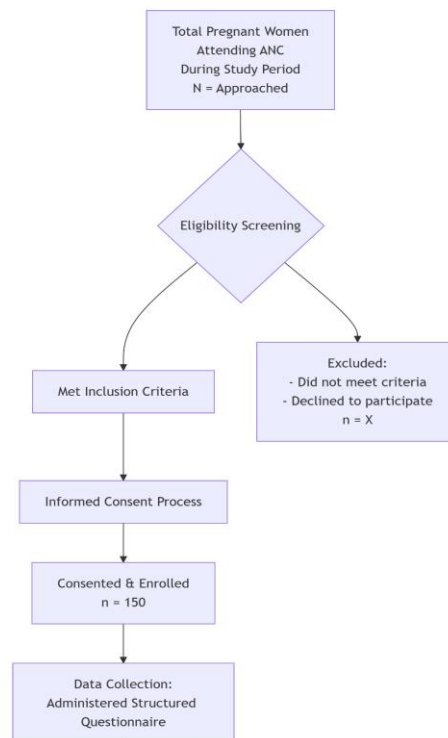 Total Pregnant Women
Attending ANC
During Study Period
N = Approached
Eligibility Screening
Met Inclusion Criteria
Excluded:
- Did not meet criteria
- Declined to participate
n = X
Informed Consent Process
Consented & Enrolled
n = 150
Data Collection:
Administered Structured
Questionnaire